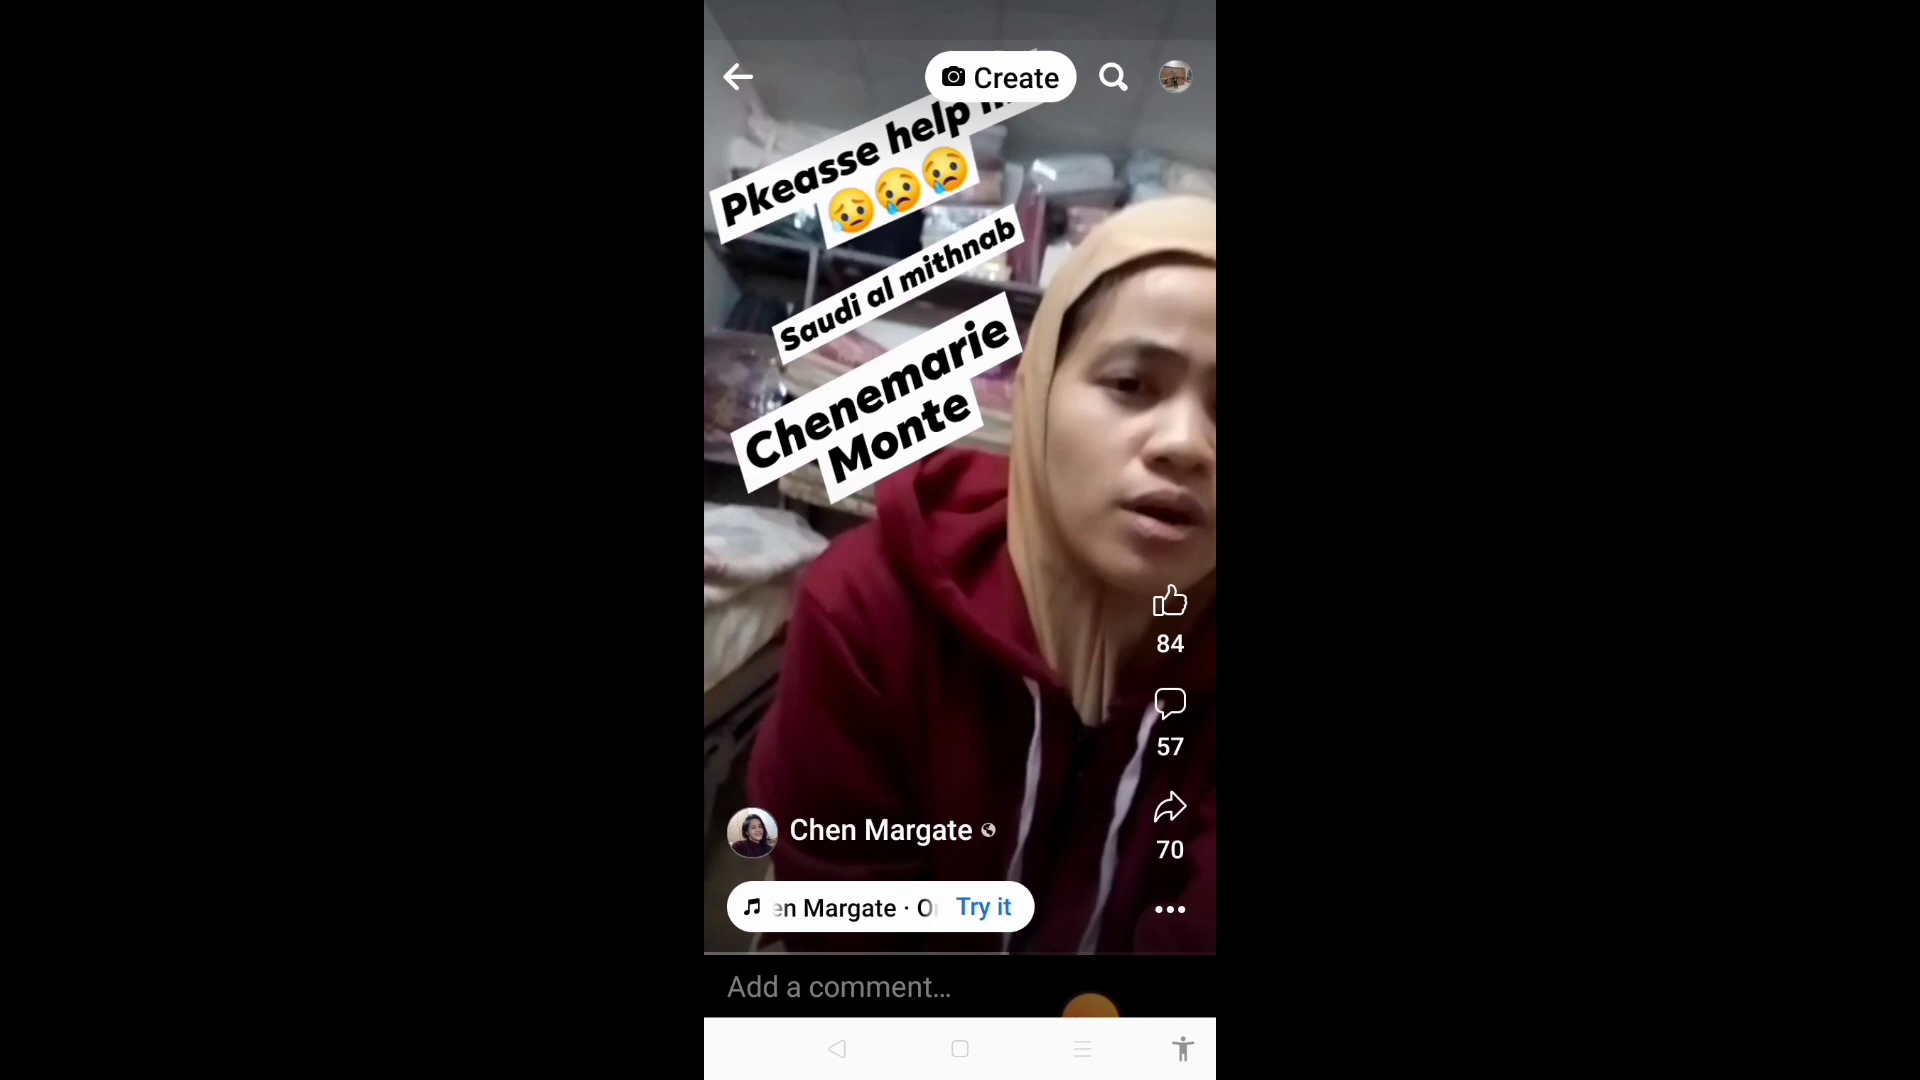 Create
Pkeasse help
😥😢😢
Saudi al mithnab
Chenemarie
Monte
84
57
70
Chen Margate
en Margate · O
Try it
Add a comment...